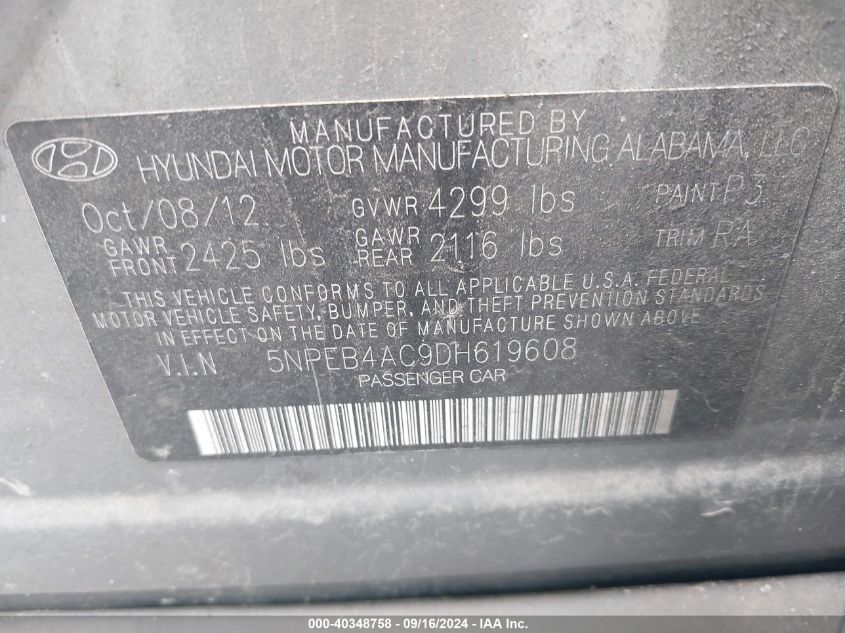 MANUFACTURED BY
HYUNDAI MOTOR MANUFACTURING ALABAMA, LLC
Oct/08/12 GVWR 4299 lbs PAINT P3
GAWR FRONT 2425 lbs GAWR REAR 2116 lbs TRIM RA
THIS VEHICLE CONFORMS TO ALL APPLICABLE U.S.A. FEDERAL
MOTOR VEHICLE SAFETY, BUMPER, AND THEFT PREVENTION STANDARDS
IN EFFECT ON THE DATE OF MANUFACTURE SHOWN ABOVE
V.I.N 5NPEB4AC9DH619608
PASSENGER CAR
000-40348758 - 09/16/2024 - IAA Inc.